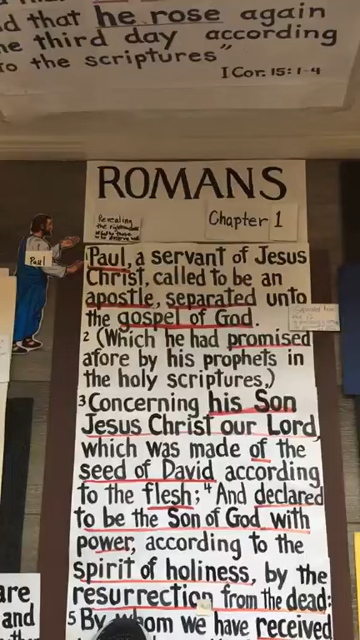 d that he rose again
he third day according
to the scriptures"
I Cor. 15:1-4
ROMANS
Revealing
Chapter 1
Paul
1 Paul, a servant of Jesus
Christ, called to be an
apostle, separated unto
the gospel of God.
2 (Which he had promised
afore by his prophets in
the holy scriptures,)
3 Concerning his Son
Jesus Christ our Lord,
which was made of the
seed of David according
to the flesh; 4 And declared
to be the Son of God with
power, according to the
spirit of holiness, by the
resurrection from the dead:
5 By whom we have received
are
and